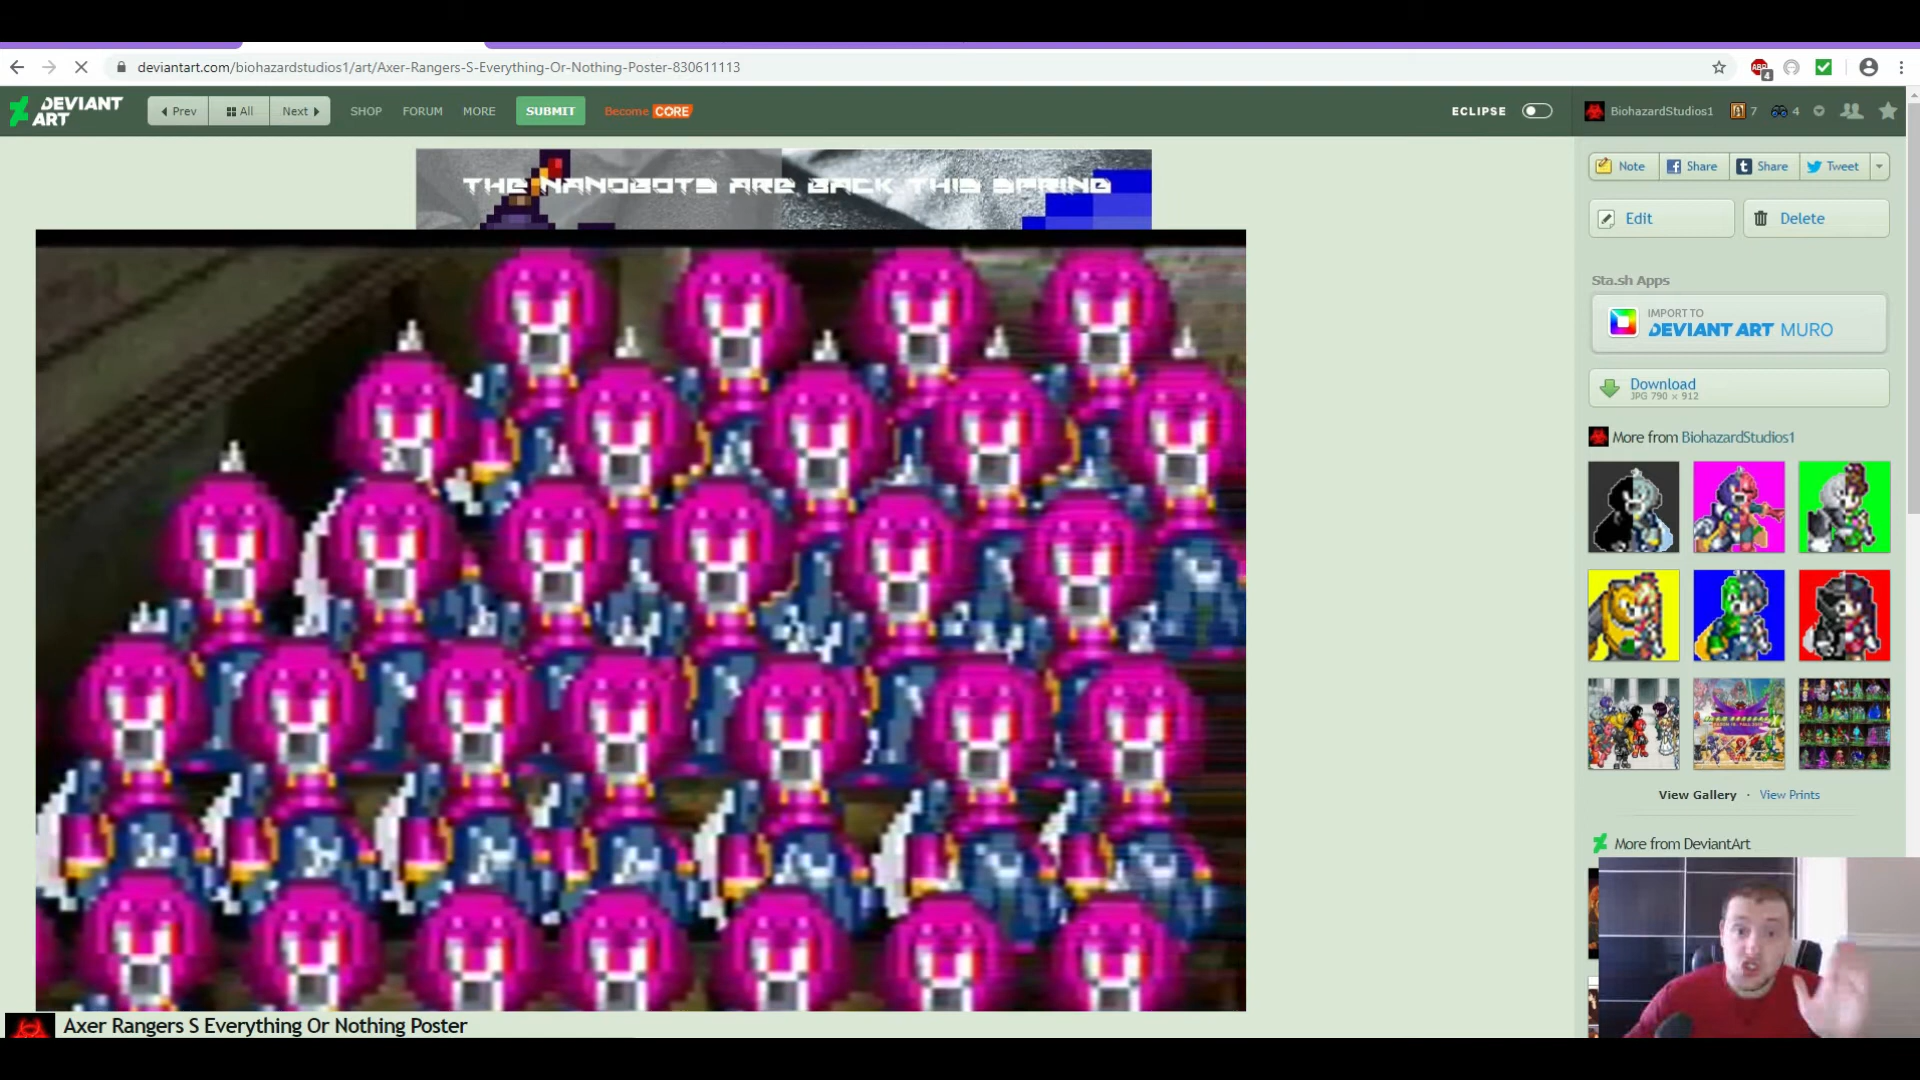 deviantart.com/biohazardstudios1/art/Axer-Rangers-S-Everything-Or-Nothing-Poster-830611113
ABP
4
DEVIANT ART
Prev
All
Next
SHOP
FORUM
MORE
SUBMIT
Become CORE
ECLIPSE
BiohazardStudios1
7
4
THE NANOBOTS ARE BACK THIS SPRING
Note
Share
Share
Tweet
Edit
Delete
Sta.sh Apps
IMPORT TO
DEVIANT ART MURO
Download
JPG 790 × 912
More from BiohazardStudios1
View Gallery · View Prints
More from DeviantArt
Axer Rangers S Everything Or Nothing Poster